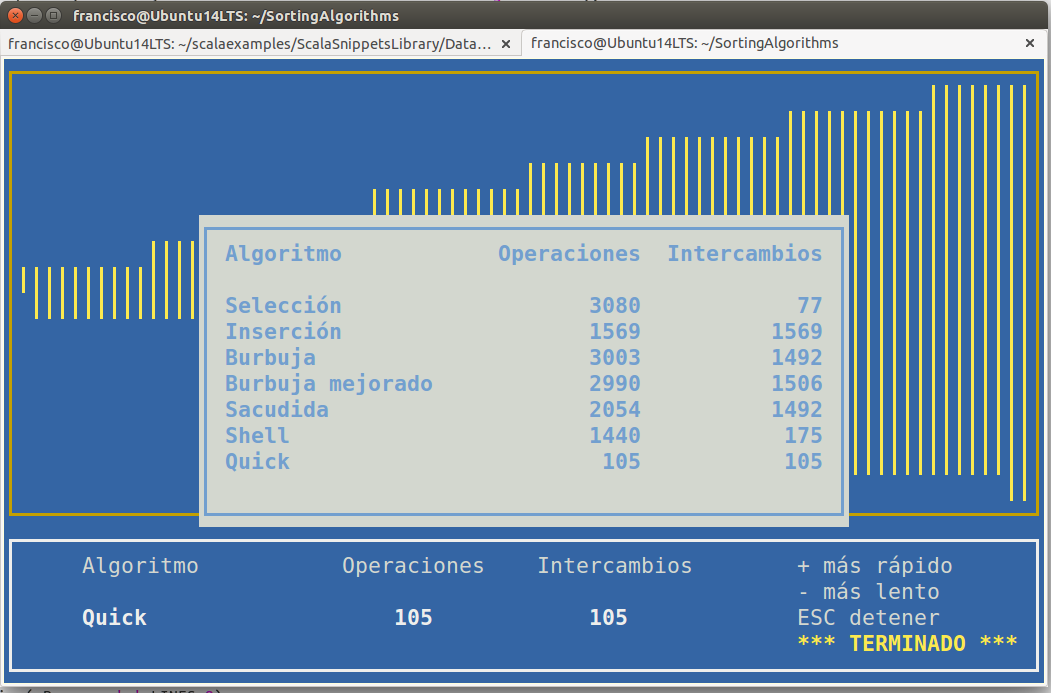 francisco@Ubuntu14LTS: ~/SortingAlgorithms
francisco@Ubuntu14LTS: ~/scalaexamples/ScalaSnippetsLibrary/Data... ×
francisco@Ubuntu14LTS: ~/SortingAlgorithms ×
Algoritmo Operaciones Intercambios
Selección 3080 77
Inserción 1569 1569
Burbuja 3003 1492
Burbuja mejorado 2990 1506
Sacudida 2054 1492
Shell 1440 175
Quick 105 105
Algoritmo Operaciones Intercambios + más rápido
- más lento
Quick 105 105 ESC detener
*** TERMINADO ***